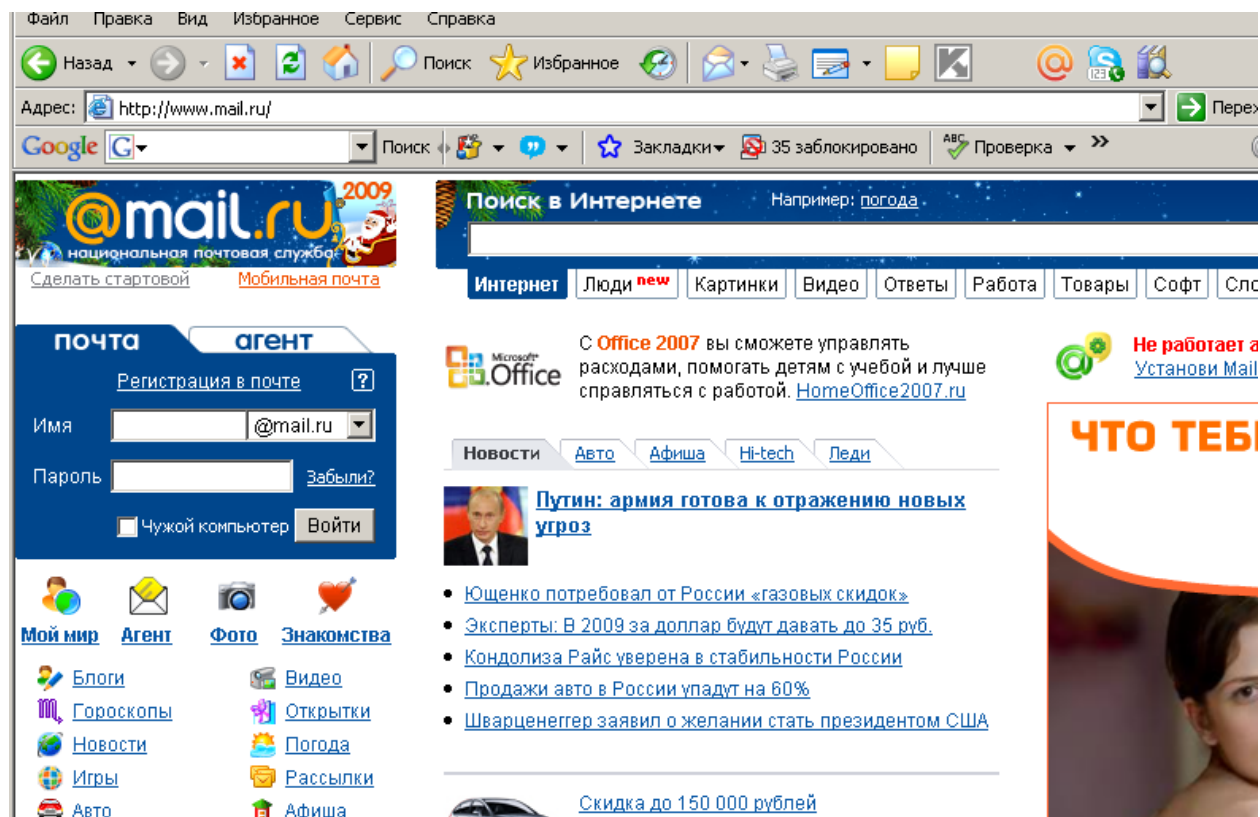 Файл Правка Вид Избранное Сервис Справка
Назад Поиск Избранное
Адрес: http://www.mail.ru/
Google Поиск Закладки 35 заблокировано Проверка
@mail.ru 2009
национальная почтовая служба
Сделать стартовой Мобильная почта
Поиск в Интернете Например: погода
Интернет Люди new Картинки Видео Ответы Работа Товары Софт
почта агент
Регистрация в почте ?
Имя @mail.ru
Пароль Забыли?
Чужой компьютер Войти
Мой мир Агент Фото Знакомства
Блоги Видео
Гороскопы Открытки
Новости Погода
Игры Рассылки
Авто Афиша
Microsoft Office
С Office 2007 вы сможете управлять
расходами, помогать детям с учебой и лучше
справляться с работой. HomeOffice2007.ru
Новости Авто Афиша Hi-tech Леди
Путин: армия готова к отражению новых
угроз
Ющенко потребовал от России «газовых скидок»
Эксперты: В 2009 за доллар будут давать до 35 руб.
Кондолиза Райс уверена в стабильности России
Продажи авто в России упадут на 60%
Шварценеггер заявил о желании стать президентом США
Скидка до 150 000 рублей
Не работает
Установи Mail
ЧТО